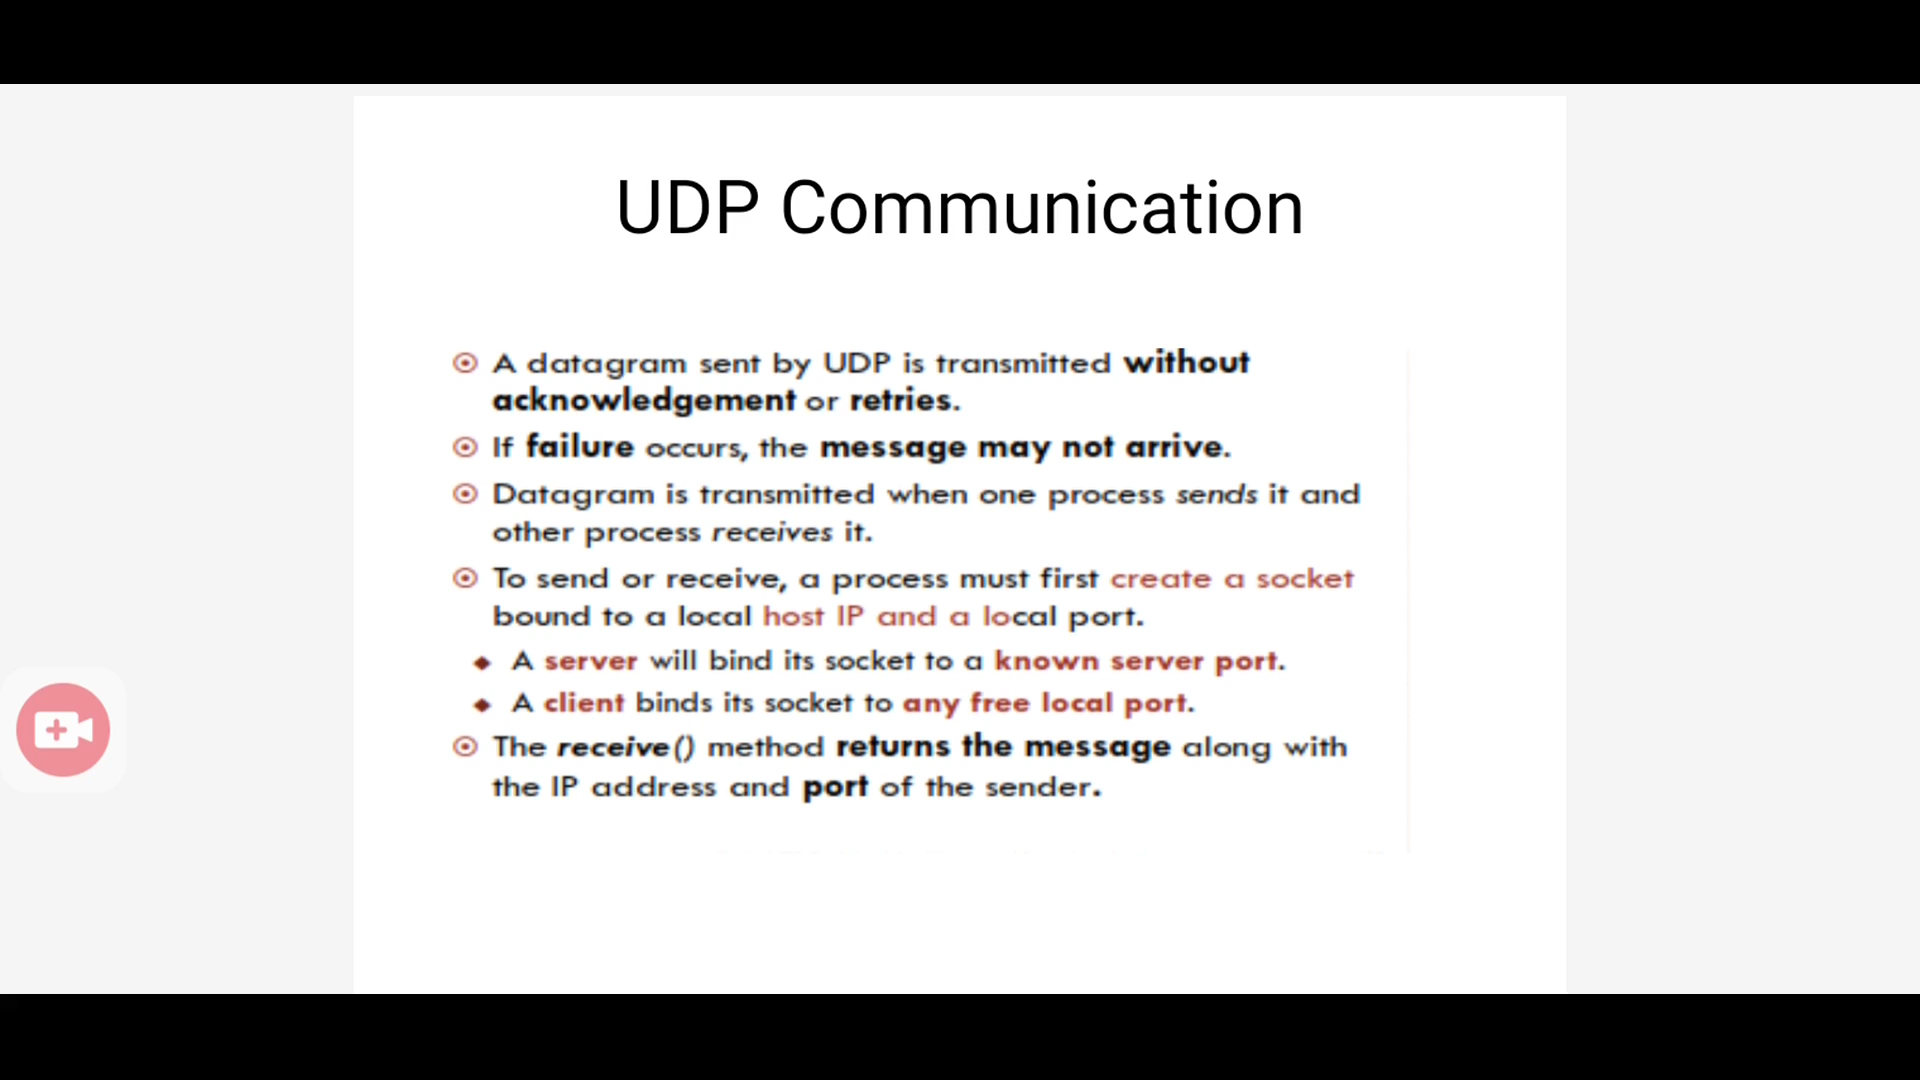 UDP Communication
A datagram sent by UDP is transmitted without
acknowledgement or retries.
If failure occurs, the message may not arrive.
Datagram is transmitted when one process sends it and
other process receives it.
To send or receive, a process must first create a socket
bound to a local host IP and a local port.
A server will bind its socket to a known server port.
A client binds its socket to any free local port.
The receive() method returns the message along with
the IP address and port of the sender.